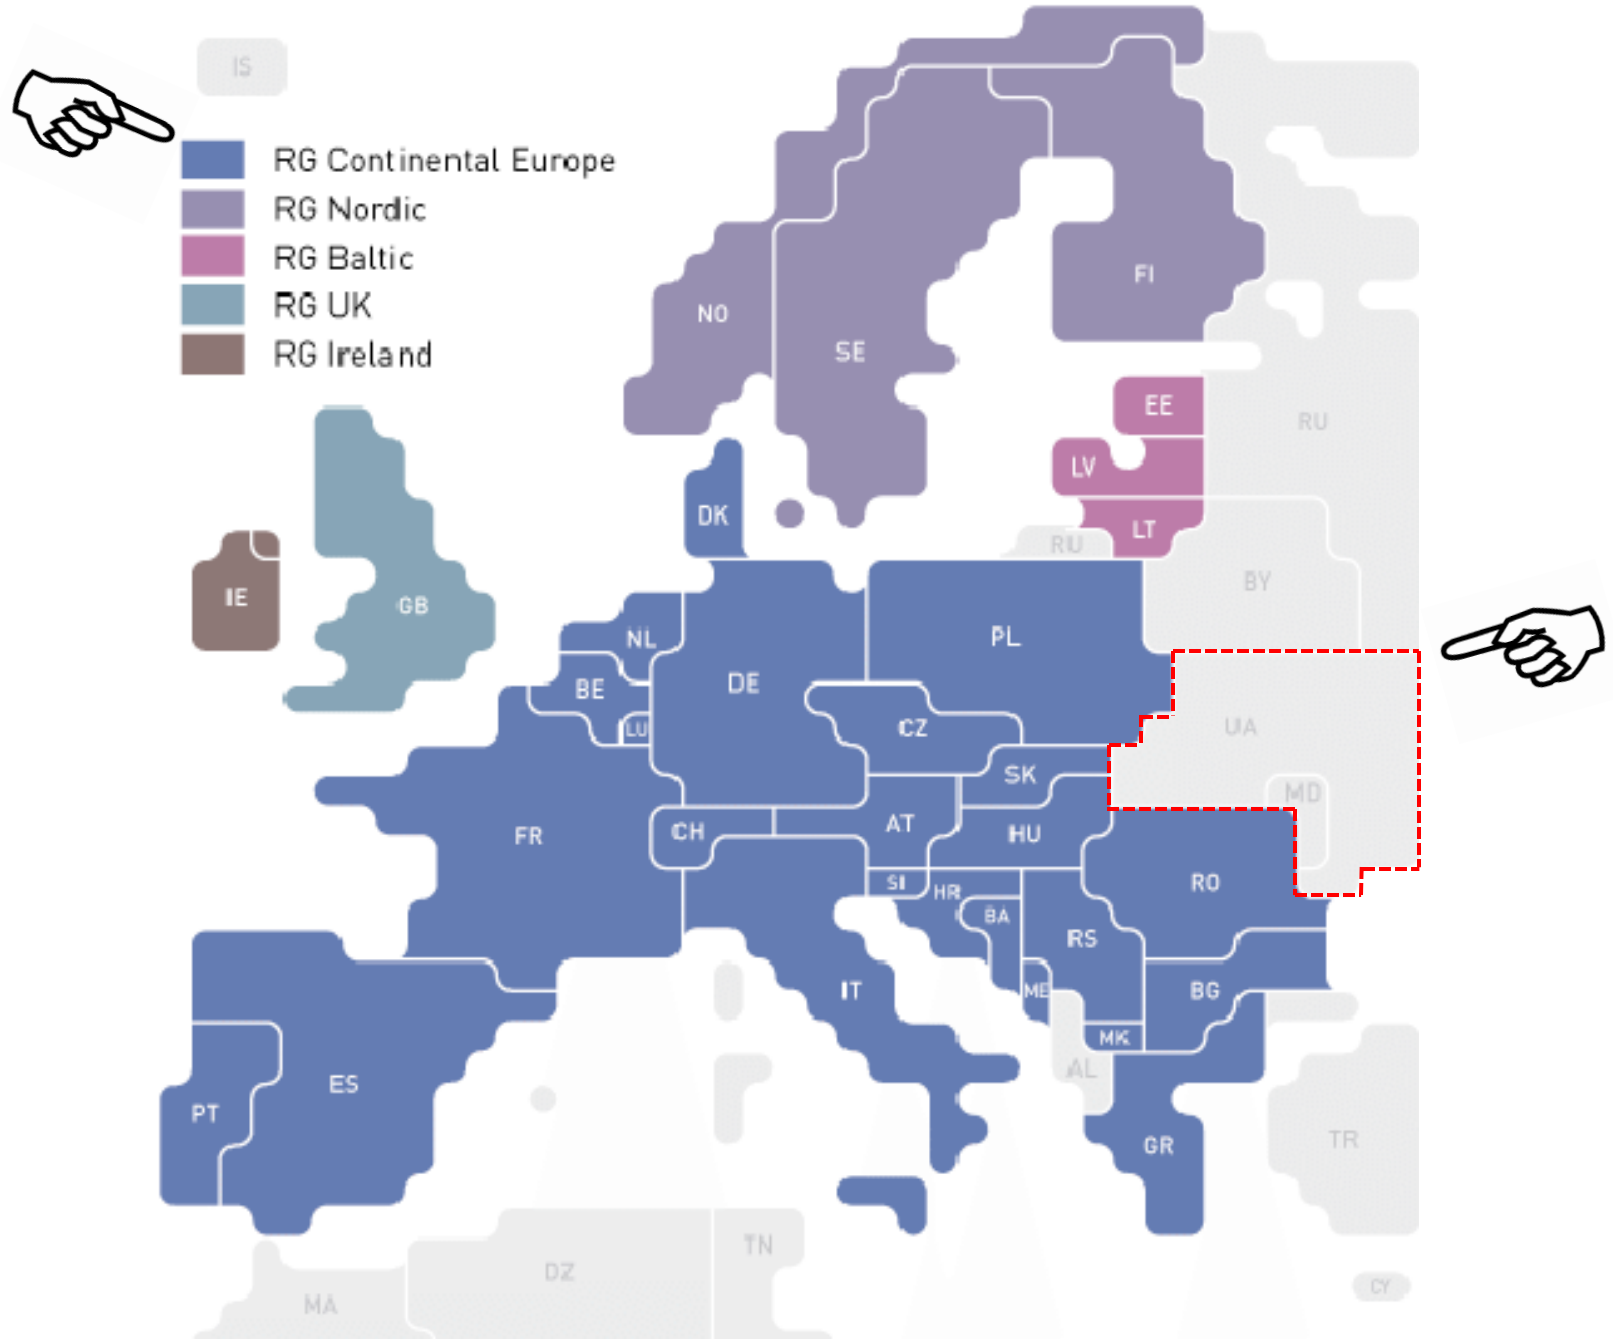 IS
RG Continental Europe
RG Nordic
RG Baltic
RG UK
RG Ireland
FI
NO
SE
EE
RU
LV
DK
LT
RU
BY
IE
GB
NL
PL
BE
DE
LU
CZ
UA
SK
MD
FR
CH
AT
HU
SI
HR
RO
BA
RS
IT
ME
BG
MK
AL
ES
PT
GR
TR
TN
DZ
MA
CY